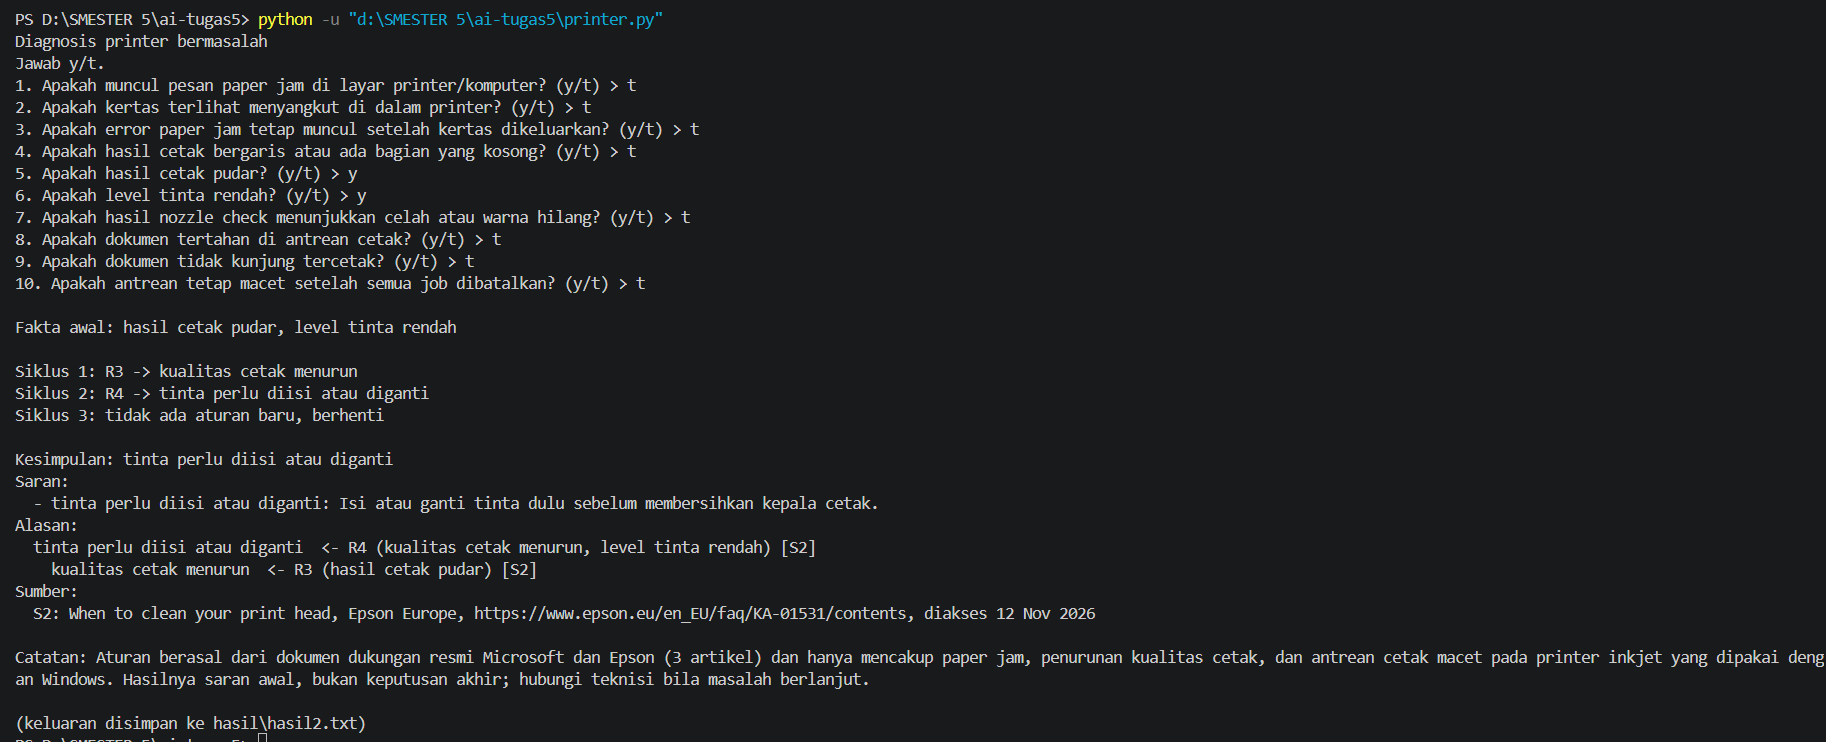 PS D:\SMESTER 5\ai-tugas5> python -u "d:\SMESTER 5\ai-tugas5\printer.py"
Diagnosis printer bermasalah
Jawab y/t.
1. Apakah muncul pesan paper jam di layar printer/komputer? (y/t) > t
2. Apakah kertas terlihat menyangkut di dalam printer? (y/t) > t
3. Apakah error paper jam tetap muncul setelah kertas dikeluarkan? (y/t) > t
4. Apakah hasil cetak bergaris atau ada bagian yang kosong? (y/t) > t
5. Apakah hasil cetak pudar? (y/t) > y
6. Apakah level tinta rendah? (y/t) > y
7. Apakah hasil nozzle check menunjukkan celah atau warna hilang? (y/t) > t
8. Apakah dokumen tertahan di antrean cetak? (y/t) > t
9. Apakah dokumen tidak kunjung tercetak? (y/t) > t
10. Apakah antrean tetap macet setelah semua job dibatalkan? (y/t) > t

Fakta awal: hasil cetak pudar, level tinta rendah

Siklus 1: R3 -> kualitas cetak menurun
Siklus 2: R4 -> tinta perlu diisi atau diganti
Siklus 3: tidak ada aturan baru, berhenti

Kesimpulan: tinta perlu diisi atau diganti
Saran:
  - tinta perlu diisi atau diganti: Isi atau ganti tinta dulu sebelum membersihkan kepala cetak.
Alasan:
  tinta perlu diisi atau diganti  <- R4 (kualitas cetak menurun, level tinta rendah) [S2]
    kualitas cetak menurun  <- R3 (hasil cetak pudar) [S2]
Sumber:
  S2: When to clean your print head, Epson Europe, https://www.epson.eu/en_EU/faq/KA-01531/contents, diakses 12 Nov 2026

Catatan: Aturan berasal dari dokumen dukungan resmi Microsoft dan Epson (3 artikel) dan hanya mencakup paper jam, penurunan kualitas cetak, dan antrean cetak macet pada printer inkjet yang dipakai deng
an Windows. Hasilnya saran awal, bukan keputusan akhir; hubungi teknisi bila masalah berlanjut.

(keluaran disimpan ke hasil\hasil2.txt)